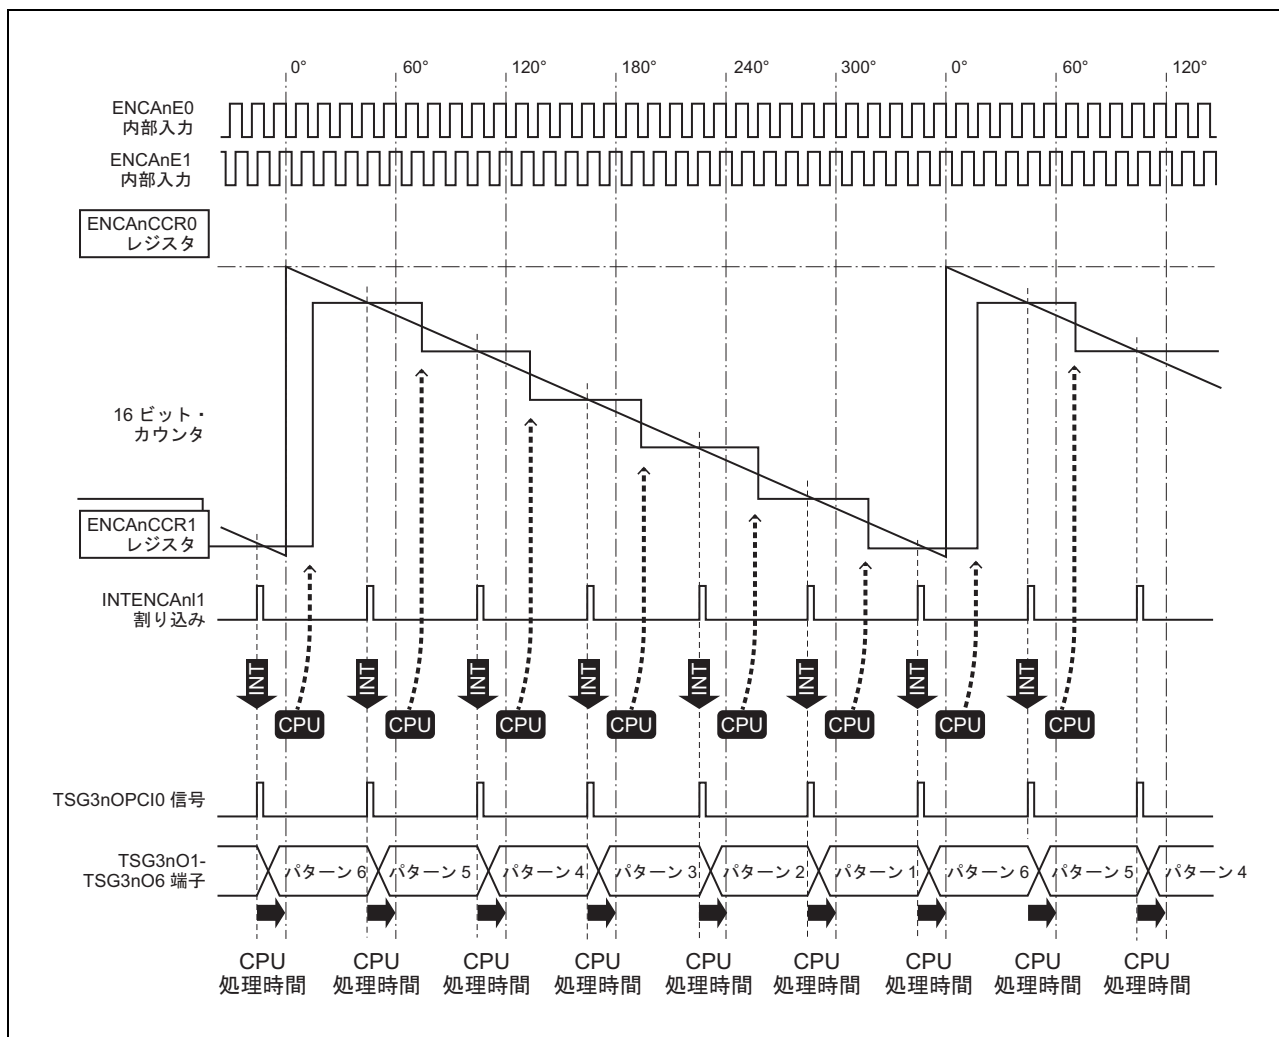 0° 60° 120° 180° 240° 300° 0° 60° 120°
ENCAnE0
内部入力
ENCAnE1
内部入力
ENCAnCCR0
レジスタ
16 ビット・
カウンタ
ENCAnCCR1
レジスタ
INTENCAnI1
割り込み
INT INT INT INT INT INT INT INT
CPU CPU CPU CPU CPU CPU CPU CPU
TSG3nOPCI0 信号
TSG3nO1-
TSG3nO6 端子
パターン 6 パターン 5 パターン 4 パターン 3 パターン 2 パターン 1 パターン 6 パターン 5 パターン 4
CPU CPU CPU CPU CPU CPU CPU CPU CPU
処理時間 処理時間 処理時間 処理時間 処理時間 処理時間 処理時間 処理時間 処理時間